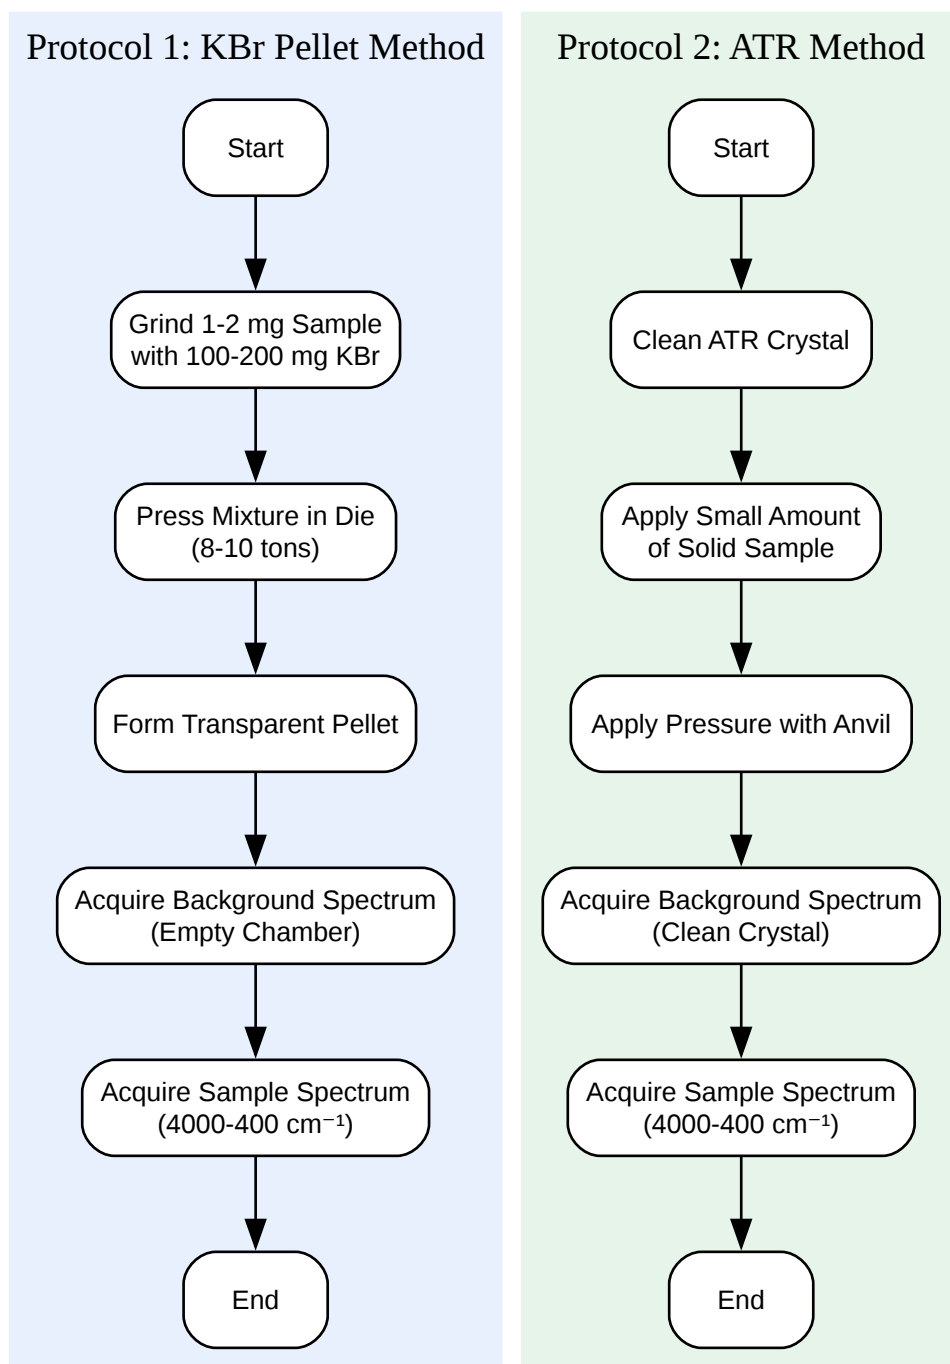 Protocol 1: KBr Pellet Method
Start
Grind 1-2 mg Sample
with 100-200 mg KBr
Press Mixture in Die
(8-10 tons)
Form Transparent Pellet
Acquire Background Spectrum
(Empty Chamber)
Acquire Sample Spectrum
(4000-400 cm⁻¹)
End
Protocol 2: ATR Method
Start
Clean ATR Crystal
Apply Small Amount
of Solid Sample
Apply Pressure with Anvil
Acquire Background Spectrum
(Clean Crystal)
Acquire Sample Spectrum
(4000-400 cm⁻¹)
End